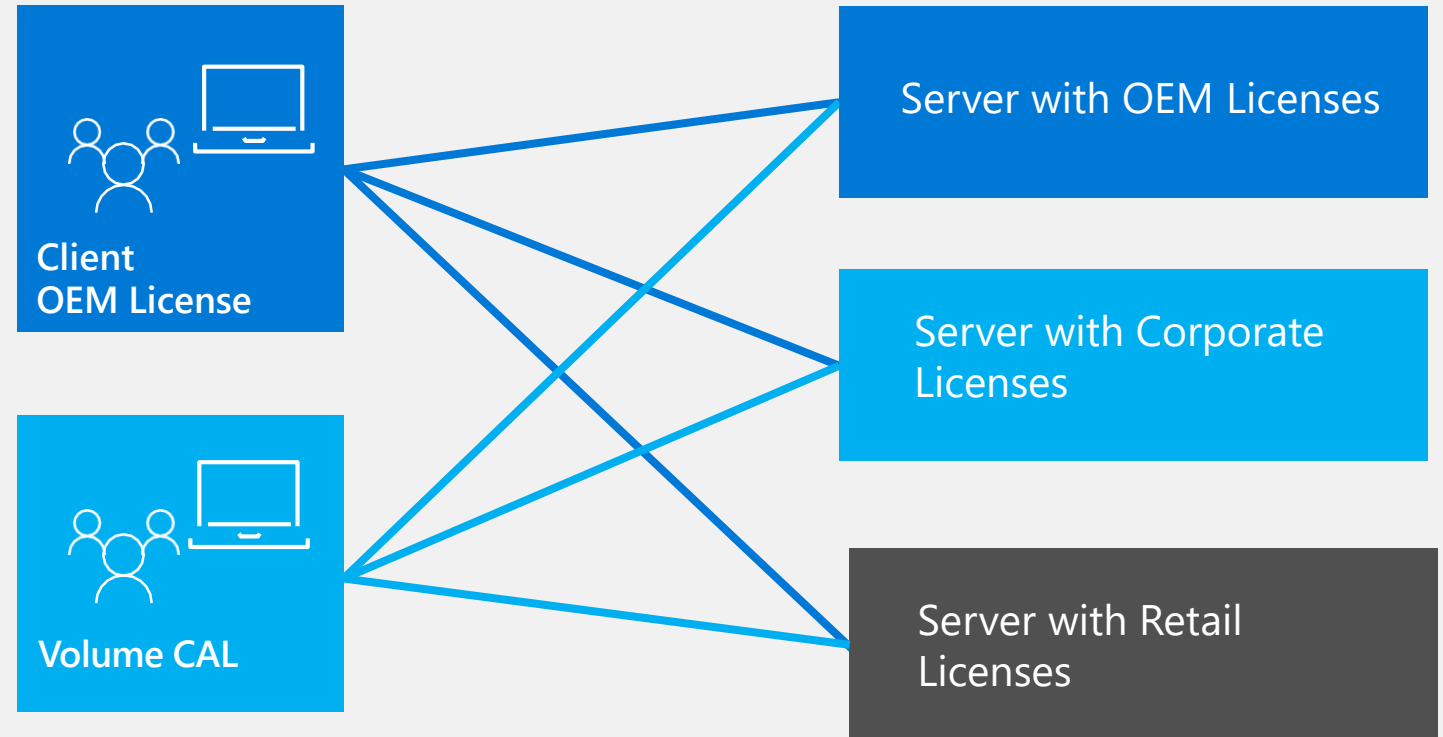 Client
OEM License
Volume CAL
Server with OEM Licenses
Server with Corporate
Licenses
Server with Retail
Licenses